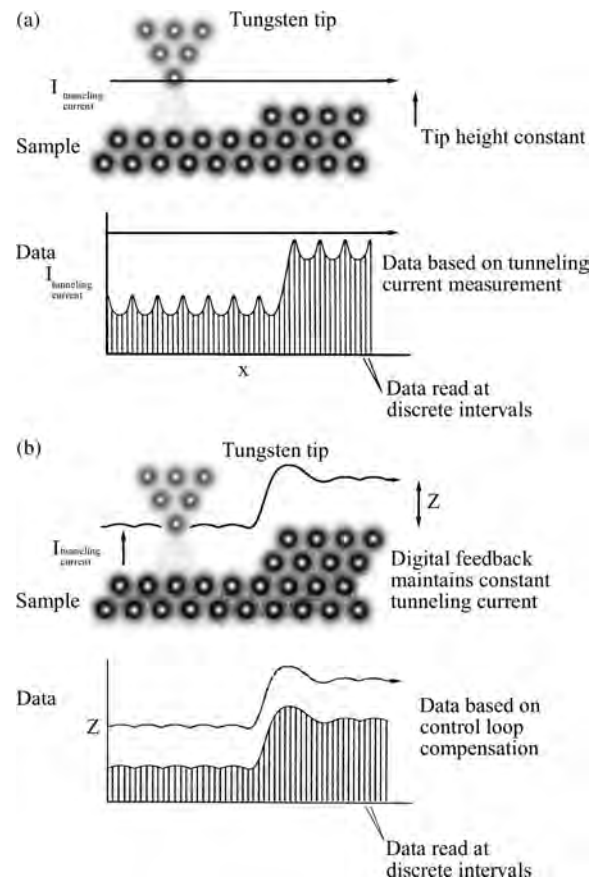 (a)
Tungsten tip
I tunneling
current
Tip height constant
Sample
Data
I tunneling
current
Data based on tunneling
current measurement
x
Data read at
discrete intervals
(b)
Tungsten tip
Z
I tunneling
current
Digital feedback
maintains constant
tunneling current
Sample
Data
Z
Data based on
control loop
compensation
Data read at
discrete intervals